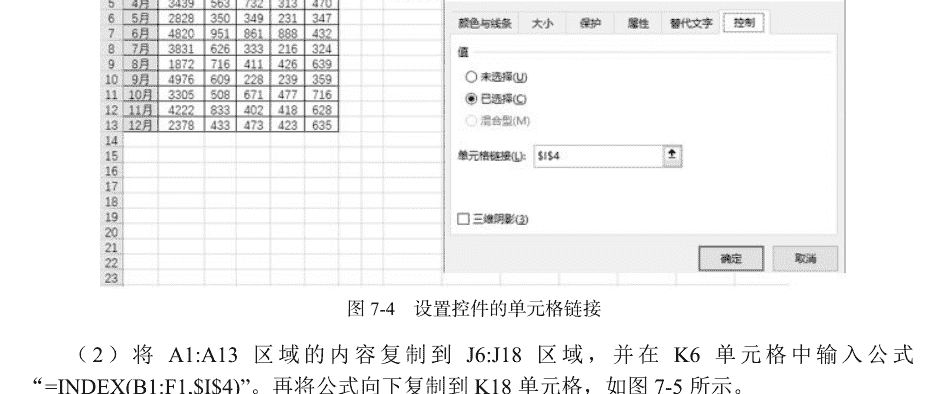 5 4月 3439 563 732 313 470
6 5月 2828 350 349 231 347
7 6月 4820 951 861 888 432
8 7月 3831 626 333 216 324
9 8月 1872 716 411 426 639
10 9月 4976 609 228 239 359
11 10月 3305 508 671 477 716
12 11月 4222 833 402 418 628
13 12月 2378 433 473 423 635
14
15
16
17
18
19
20
21
22
23
颜色与线条 大小 保护 属性 替代文字 控制
值
未选择(U)
已选择(C)
混合型(M)
单元格链接(L): $I$4
三维阴影(3)
确定 取消
图 7-4 设置控件的单元格链接
（2）将 A1:A13 区域的内容复制到 J6:J18 区域，并在 K6 单元格中输入公式
“=INDEX(B1:F1,$I$4)”。再将公式向下复制到 K18 单元格，如图 7-5 所示。